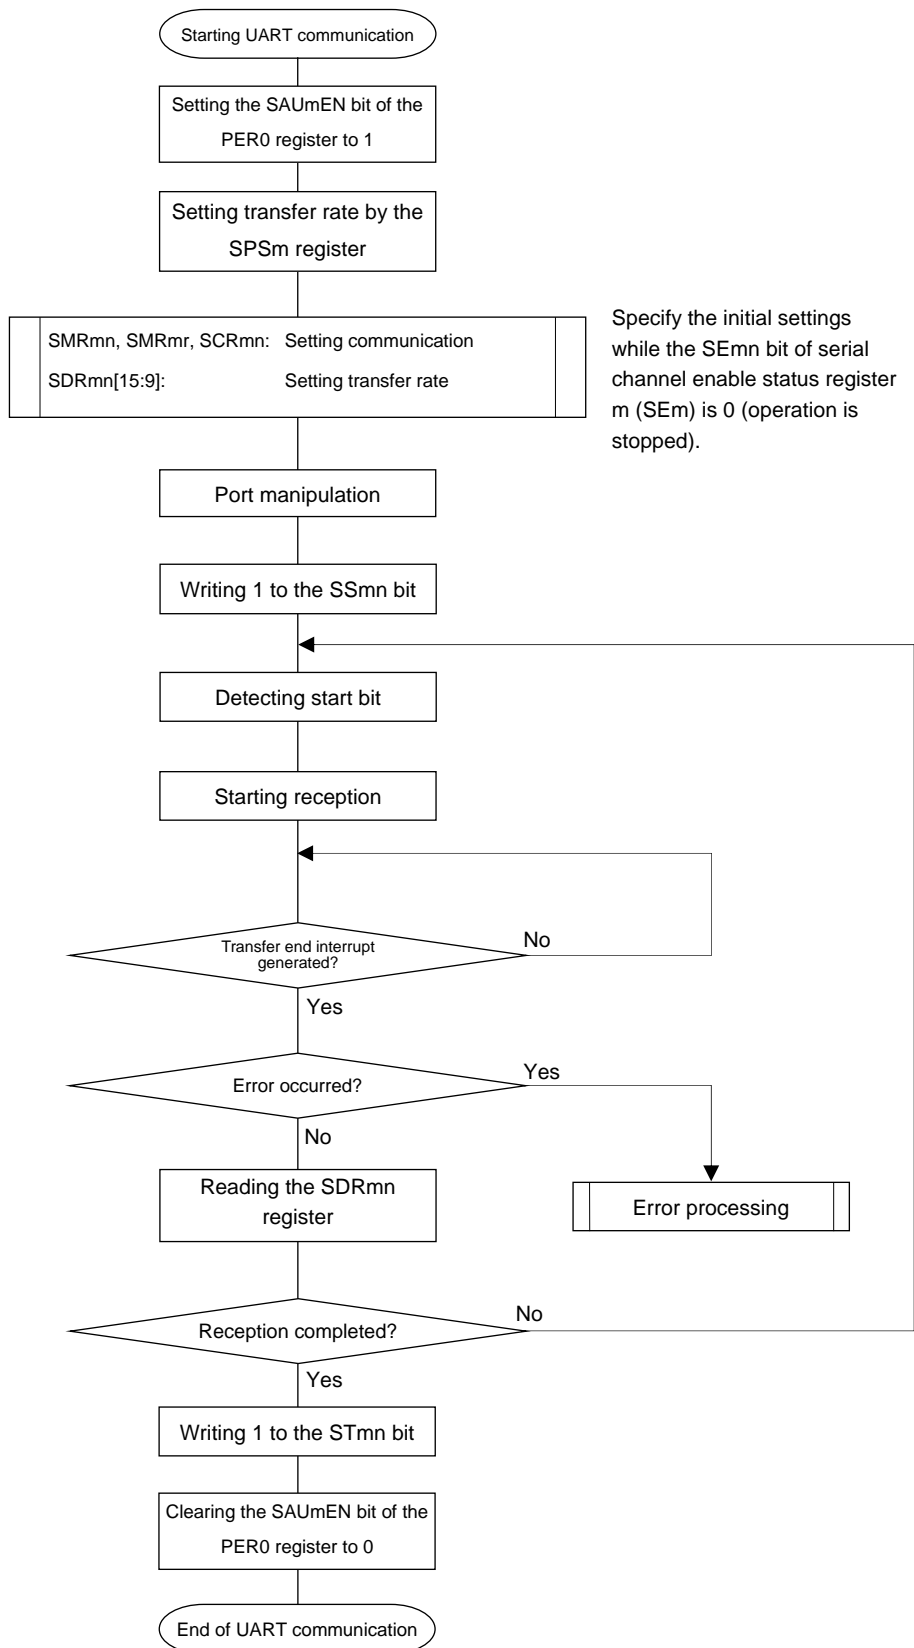 Starting UART communication
Setting the SAUmEN bit of the
PER0 register to 1
Setting transfer rate by the
SPSm register
SMRmn, SMRmr, SCRmn: Setting communication
SDRmn[15:9]: Setting transfer rate
Specify the initial settings
while the SEmn bit of serial
channel enable status register
m (SEm) is 0 (operation is
stopped).
Port manipulation
Writing 1 to the SSmn bit
Detecting start bit
Starting reception
Transfer end interrupt
generated?
No
Yes
Error occurred?
Yes
No
Reading the SDRmn
register
Error processing
Reception completed?
No
Yes
Writing 1 to the STmn bit
Clearing the SAUmEN bit of the
PER0 register to 0
End of UART communication